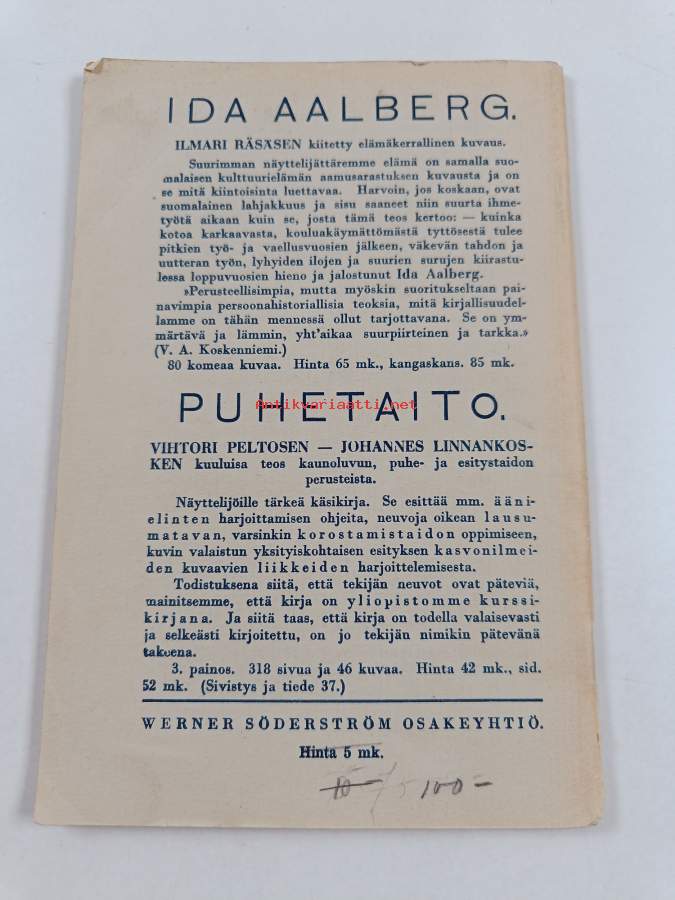 IDA AALBERG.
ILMARI RÄSÄSEN kiitetty elämäkerrallinen kuvaus.
Suurimman näyttelijättäremme elämä on samalla suo-
malaisen kulttuurielämän aamusarastuksen kuvausta ja on
se mitä kiintoisinta luettavaa. Harvoin, jos koskaan, ovat
suomalainen lahjakkuus ja sisu saaneet niin suurta ihme-
työtä aikaan kuin se, josta tämä teos kertoo: — kuinka
kotoa karkaavasta, kouluakäymättömästä tyttösestä tulee
pitkien työ- ja vaellusvuosien jälkeen, väkevän tahdon ja
uutteran työn, lyhyiden ilojen ja suurien surujen kiirastu-
lessa loppuvuosien hieno ja jalostunut Ida Aalberg.
»Perusteellisimpia, mutta myöskin suoritukseltaan pai-
navimpia persoonahistoriallisia teoksia, mitä kirjallisuudel-
lamme on tähän mennessä ollut tarjottavana. Se on ym-
märtävä ja lämmin, yht'aikaa suurpiirteinen ja tarkka.»
(V. A. Koskenniemi.)
80 komeaa kuvaa. Hinta 65 mk., kangaskans. 85 mk.
PUHETAITO.
Antikvariaatti.net
VIHTORI PELTOSEN — JOHANNES LINNANKOS-
KEN kuuluisa teos kaunoluvun, puhe- ja esitystaidon
perusteista.
Näyttelijöille tärkeä käsikirja. Se esittää mm. ääni-
elinten harjoittamisen ohjeita, neuvoja oikean lausu-
matavan, varsinkin korostamistaidon oppimiseen,
kuvin valaistun yksityiskohtaisen esityksen kasvonilmei-
den kuvaavien liikkeiden harjoittelemisesta.
Todistuksena siitä, että tekijän neuvot ovat päteviä,
mainitsemme, että kirja on yliopistomme kurssi-
kirjana. Ja siitä taas, että kirja on todella valaisevasti
ja selkeästi kirjoitettu, on jo tekijän nimikin pätevänä
takeena.
3. painos. 318 sivua ja 46 kuvaa. Hinta 42 mk., sid.
52 mk. (Sivistys ja tiede 37.)
WERNER SÖDERSTRÖM OSAKEYHTIÖ.
Hinta 5 mk.
10 100-